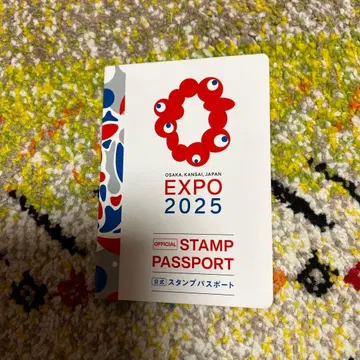 OSAKA, KANSAI, JAPAN
EXPO
2025
OFFICIAL STAMP
PASSPORT
公式 スタンプパスポート